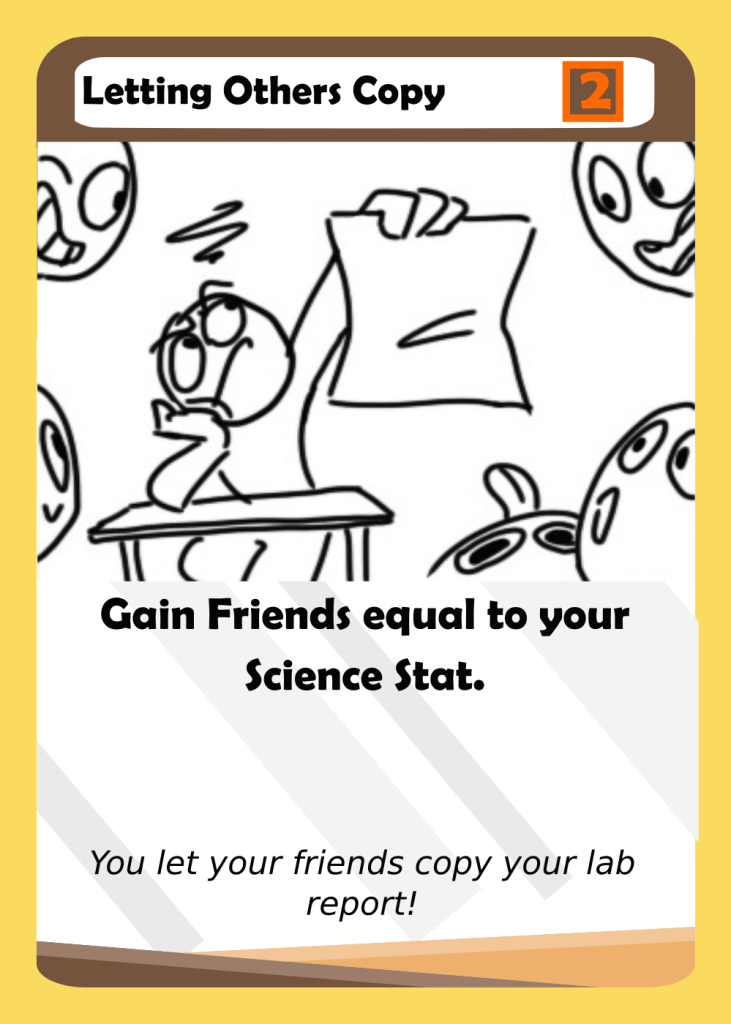 Letting Others Copy 2
Gain Friends equal to your
Science Stat.
You let your friends copy your lab
report!